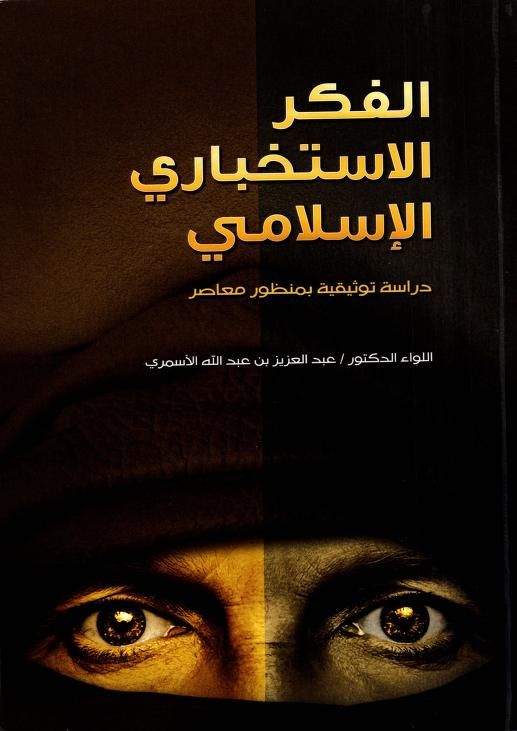 الفكر
الاستخباري
الإسلامي
دراسة توثيقية بمنظور معاصر
اللواء الدكتور / عبد العزيز بن عبد الله الأسمري